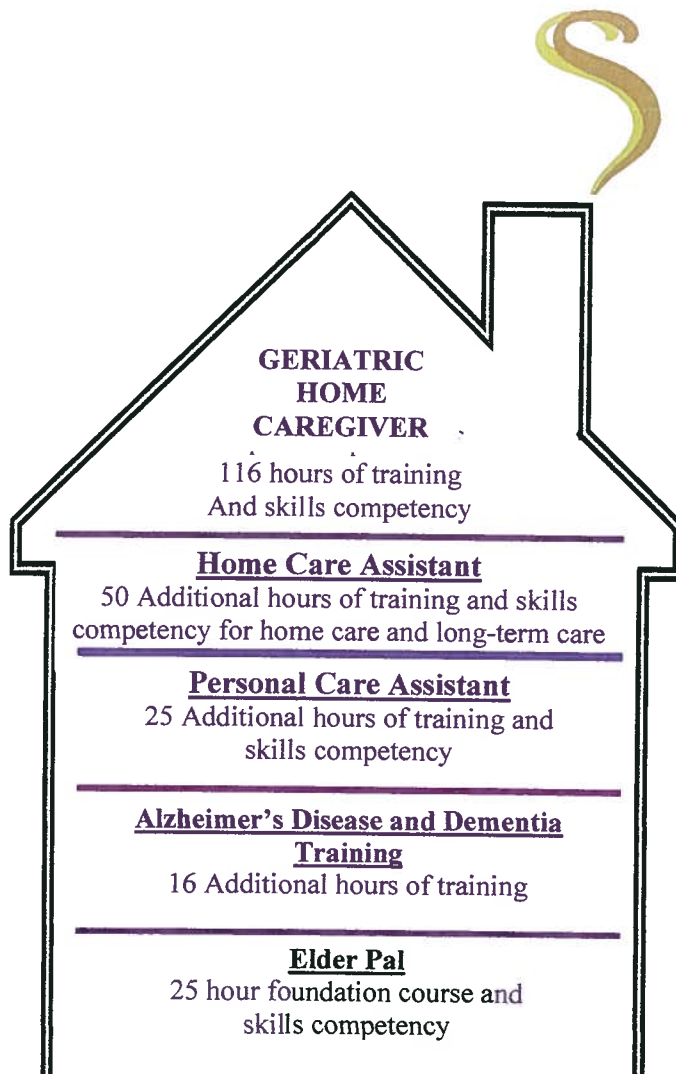 GERIATRIC
HOME
CAREGIVER
116 hours of training
And skills competency
Home Care Assistant
50 Additional hours of training and skills
competency for home care and long-term care
Personal Care Assistant
25 Additional hours of training and
skills competency
Alzheimer's Disease and Dementia
Training
16 Additional hours of training
Elder Pal
25 hour foundation course and
skills competency